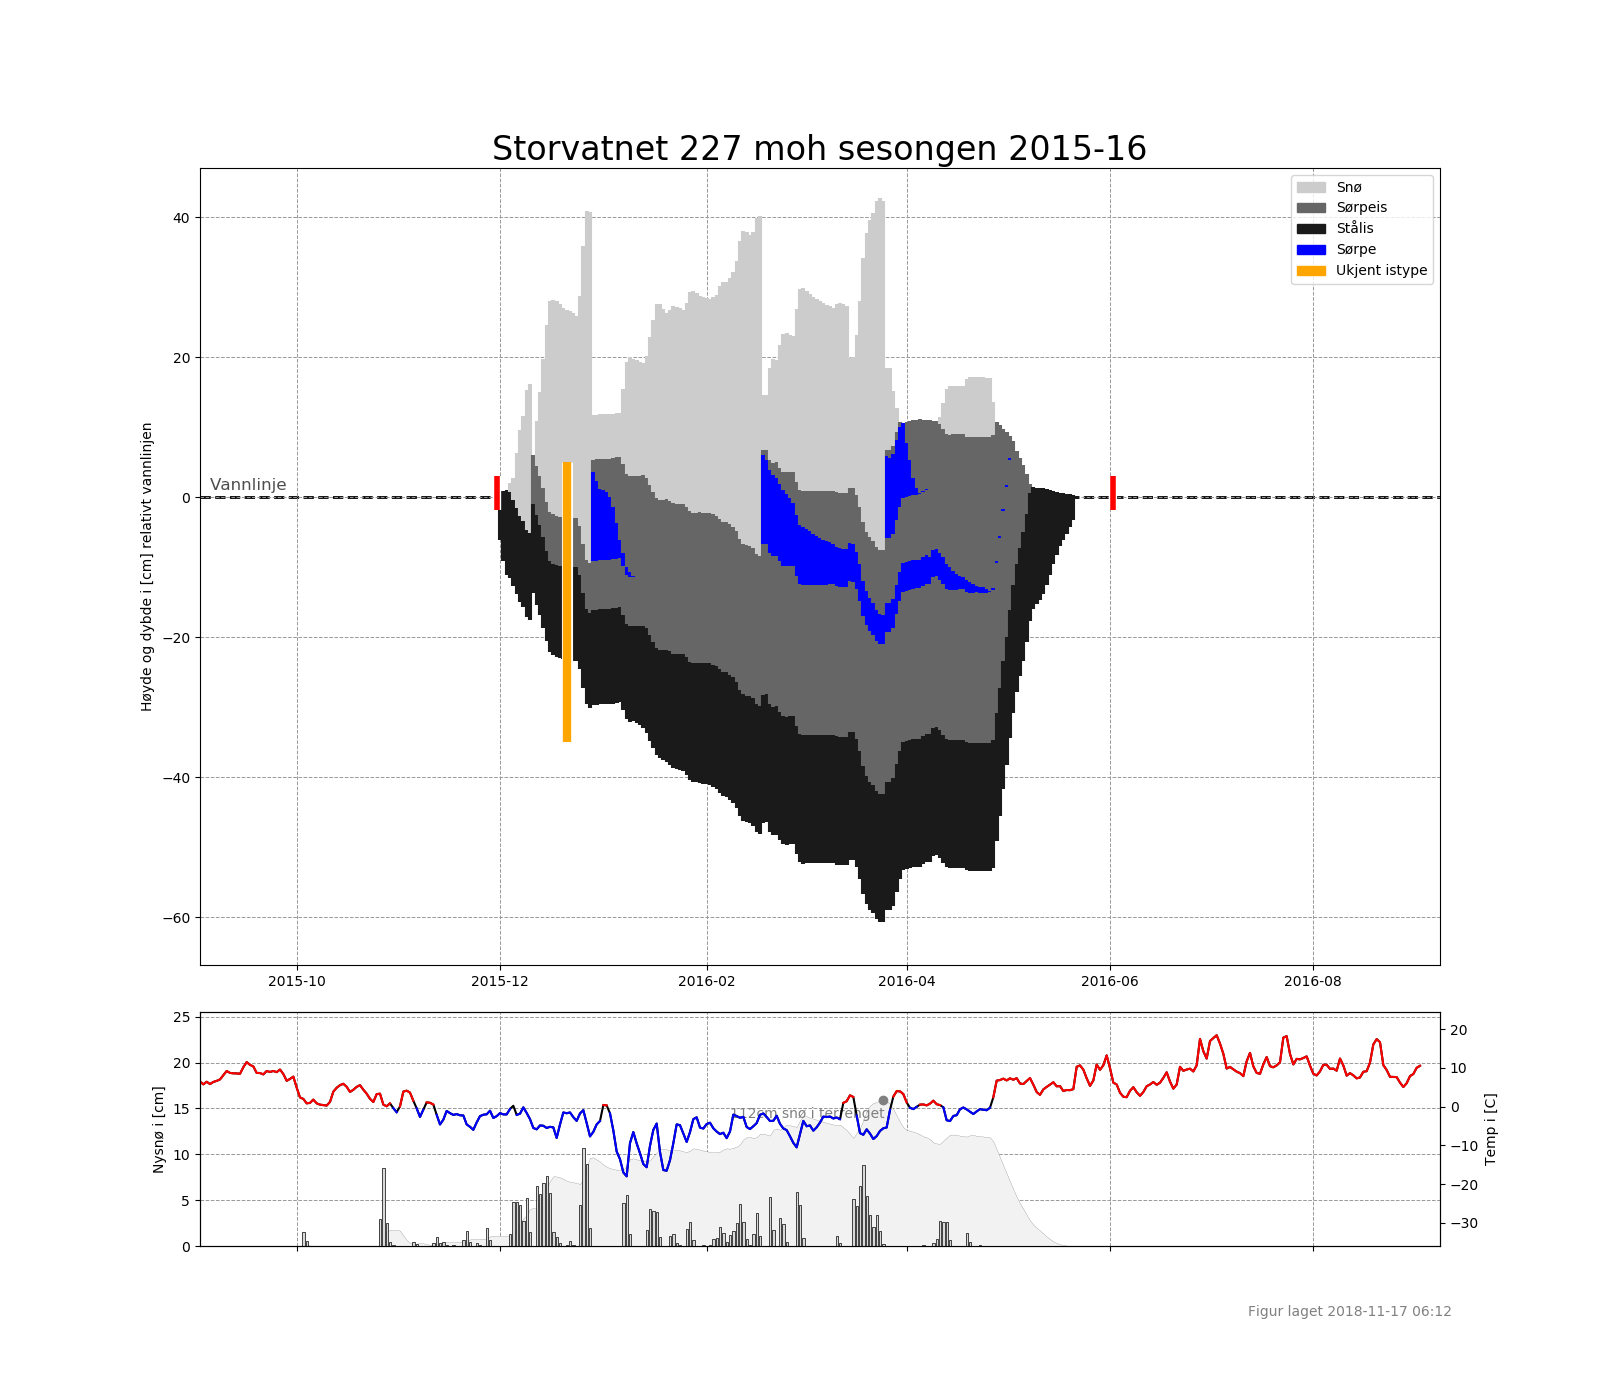 Storvatnet 227 moh sesongen 2015-16
Høyde og dybde i [cm] relativt vannlinjen
40
20
0
−20
−40
−60
Vannlinje
Snø
Sørpeis
Stålis
Sørpe
Ukjent istype
2015-10 2015-12 2016-02 2016-04 2016-06 2016-08
Nysnø i [cm]
25
20
15
10
5
0
12cm snø i terrenget
20
10
0
−10
−20
−30
Temp i [C]
Figur laget 2018-11-17 06:12